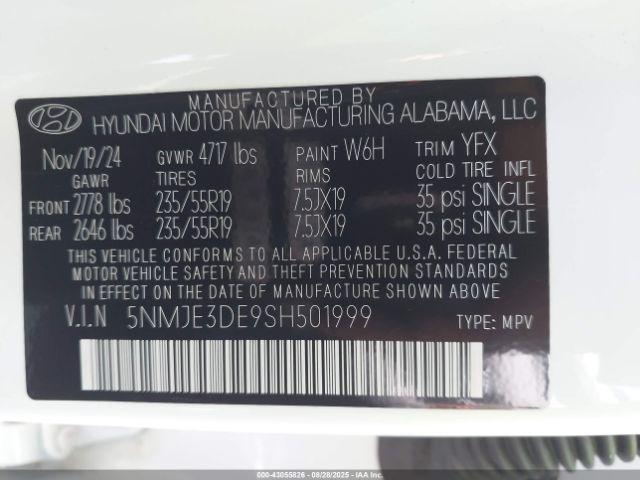 MANUFACTURED BY
HYUNDAI MOTOR MANUFACTURING ALABAMA, LLC
Nov/19/24 GVWR 4717 lbs PAINT W6H TRIM YFX
GAWR TIRES RIMS COLD TIRE INFL
FRONT 2778 lbs 235/55R19 7.5JX19 35 psi SINGLE
REAR 2646 lbs 235/55R19 7.5JX19 35 psi SINGLE
THIS VEHICLE CONFORMS TO ALL APPLICABLE U.S.A. FEDERAL
MOTOR VEHICLE SAFETY AND THEFT PREVENTION STANDARDS
IN EFFECT ON THE DATE OF MANUFACTURE SHOWN ABOVE.
V.I.N 5NMJE3DE9SH501999 TYPE: MPV
©-43055826 - 08/28/2025 - IAAI.COM